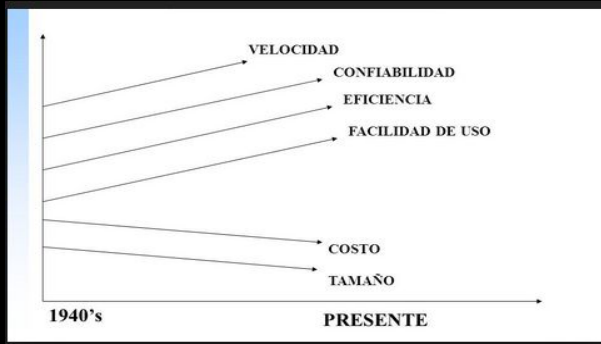 VELOCIDAD
CONFIABILIDAD
EFICIENCIA
FACILIDAD DE USO
COSTO
TAMAÑO
1940’s
PRESENTE